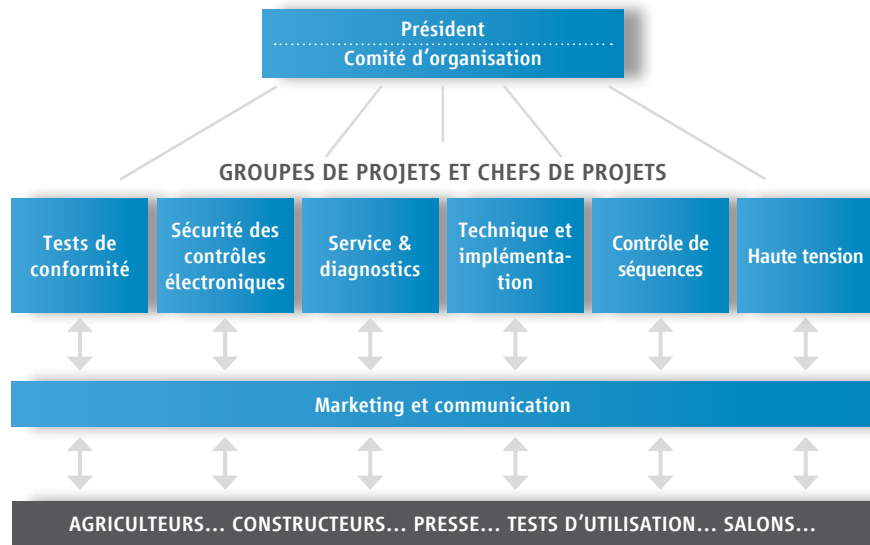 Président
Comité d'organisation
GROUPES DE PROJETS ET CHEFS DE PROJETS
Tests de
conformité
Sécurité des
contrôles
électroniques
Service &
diagnostics
Technique et
implémenta-
tion
Contrôle de
séquences
Haute tension
Marketing et communication
AGRICULTEURS... CONSTRUCTEURS... PRESSE... TESTS D'UTILISATION... SALONS...